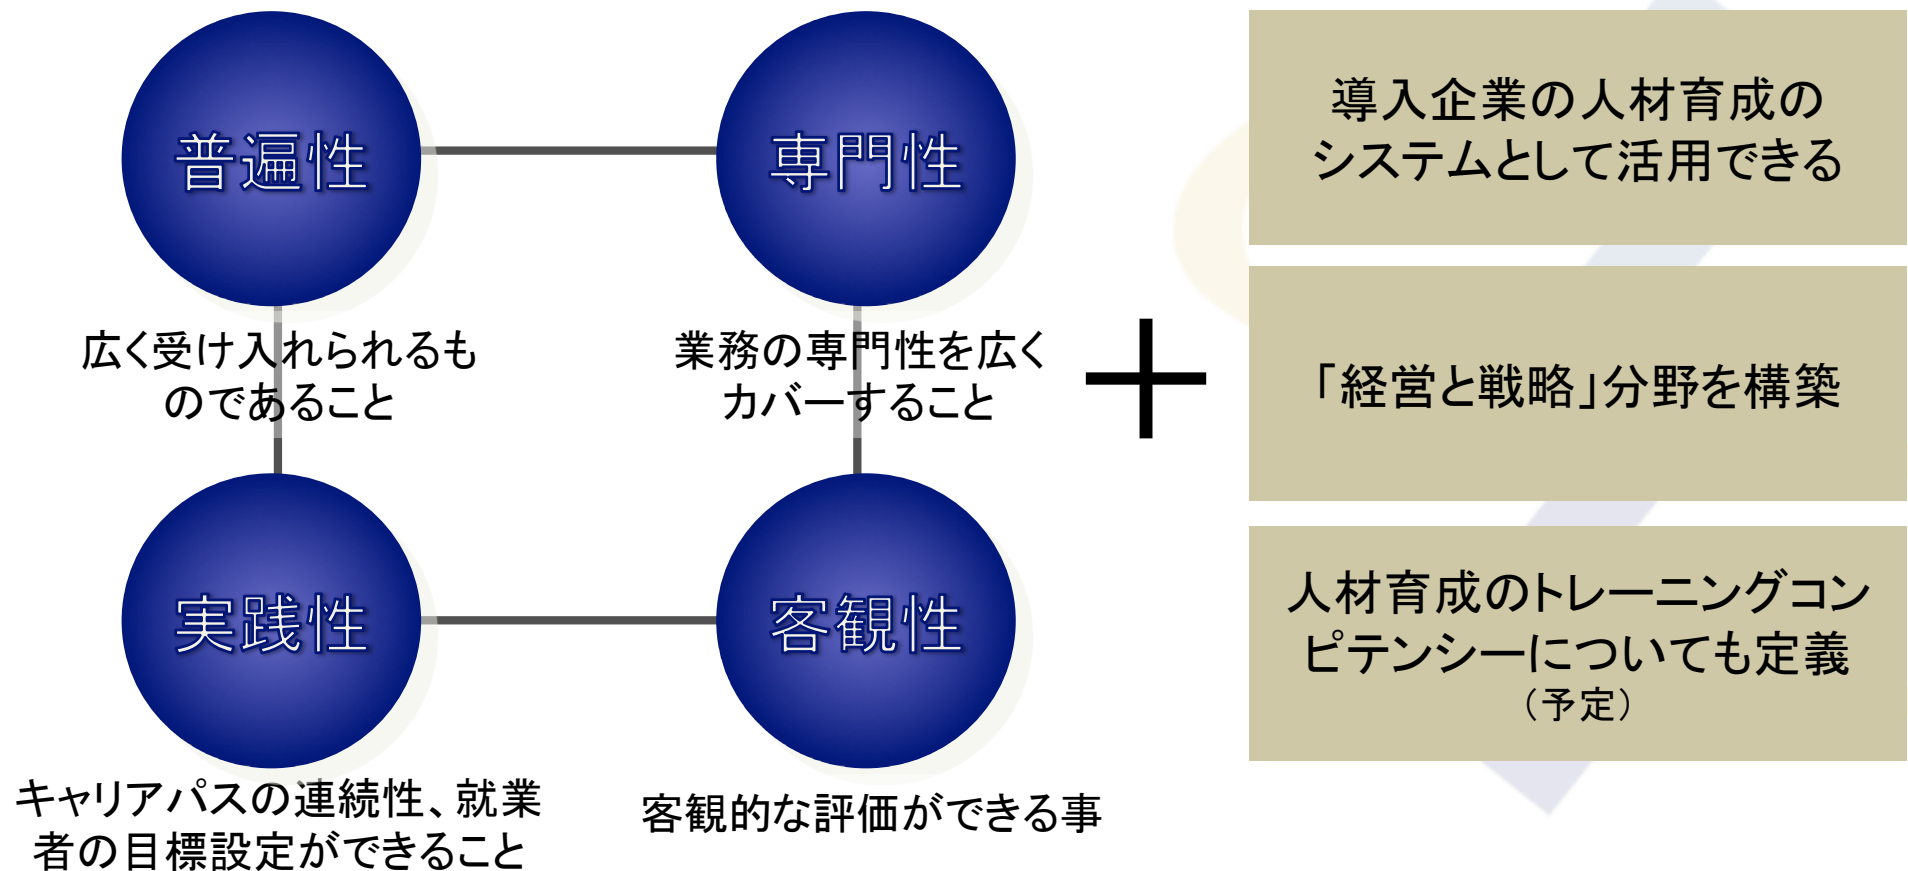 普遍性
広く受け入れられるも
のであること
専門性
業務の専門性を広く
カバーすること
実践性
キャリアパスの連続性、就業
者の目標設定ができること
客観性
客観的な評価ができる事
+
導入企業の人材育成の
システムとして活用できる
「経営と戦略」分野を構築
人材育成のトレーニングコン
ピテンシーについても定義
（予定）